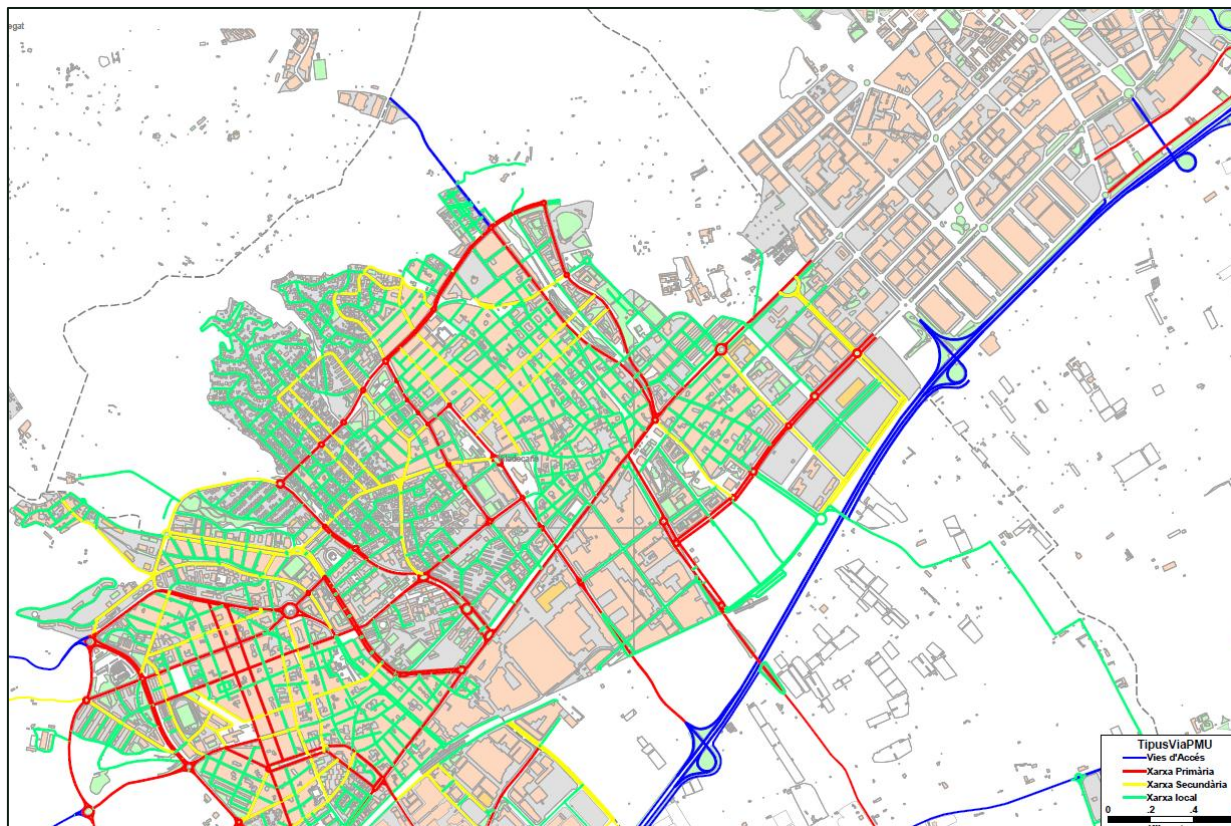 egat
TipusViaPMU
Vies d'Accés
Xarxa Primària
Xarxa Secundària
Xarxa local
0 .2 .4